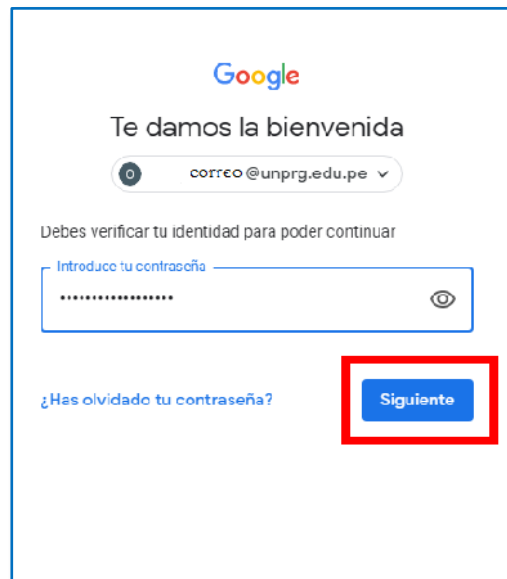 Google
Te damos la bienvenida
O correo@unprg.edu.pe
Debes verificar tu identidad para poder continuar
Introduce tu contraseña
••••••••••••••••••
¿Has olvidado tu contraseña?
Siguiente